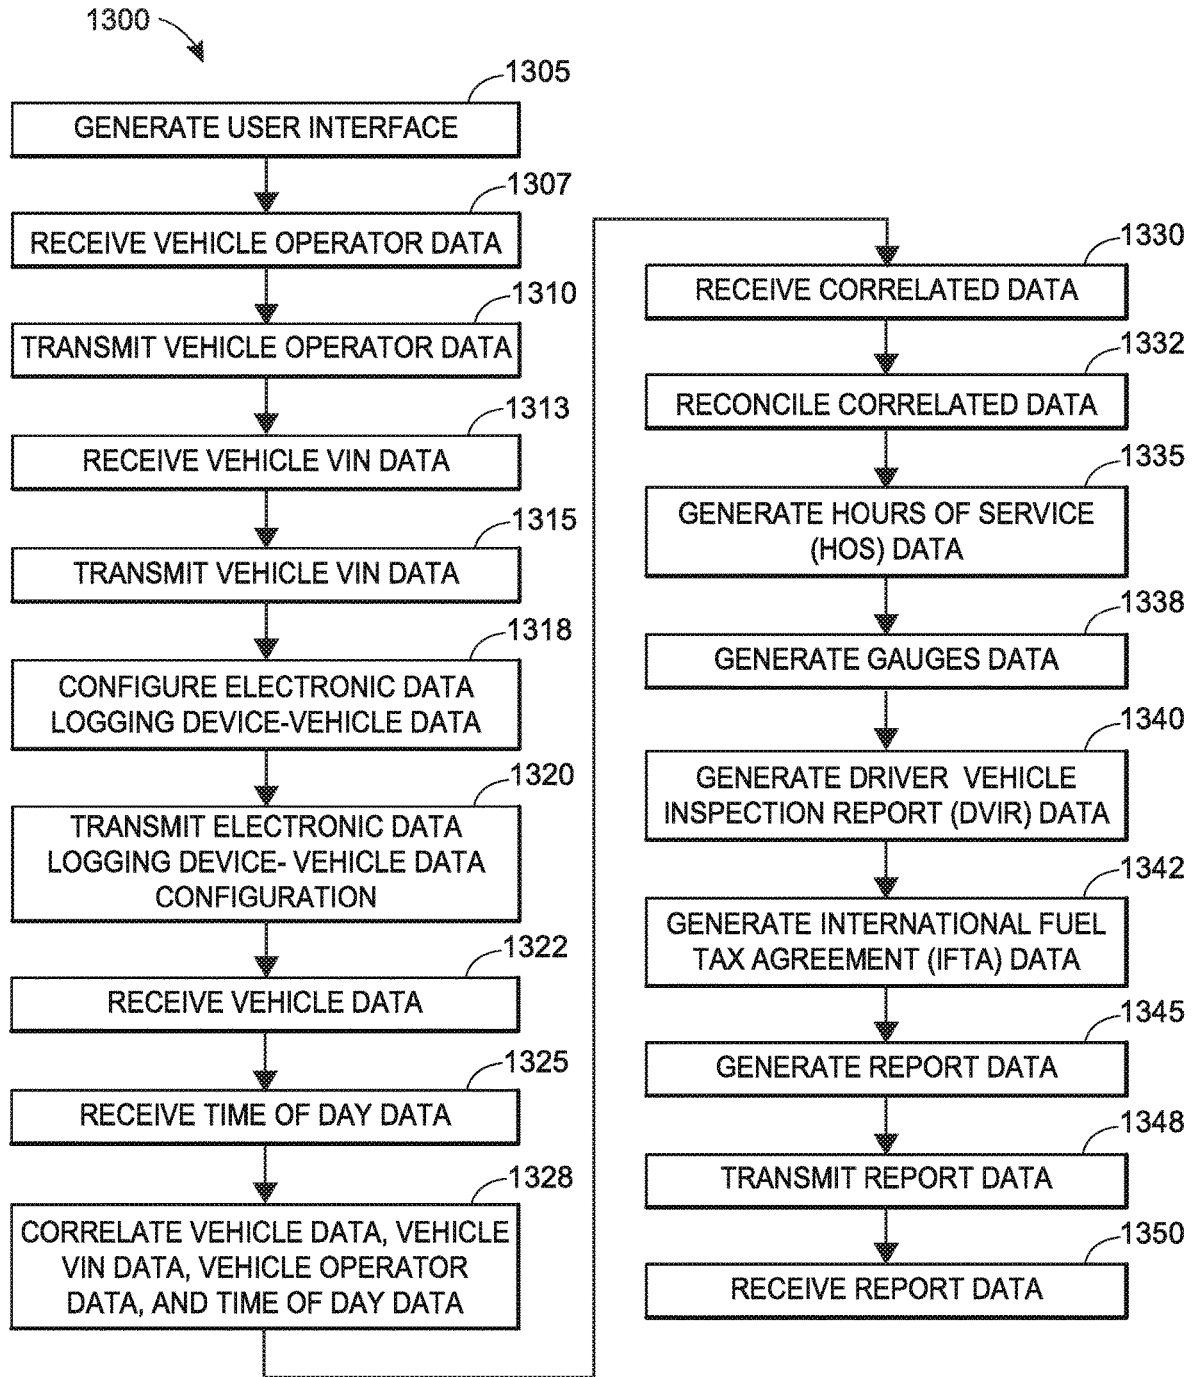 1300
1305
GENERATE USER INTERFACE
1307
RECEIVE VEHICLE OPERATOR DATA
1310
TRANSMIT VEHICLE OPERATOR DATA
1313
RECEIVE VEHICLE VIN DATA
1315
TRANSMIT VEHICLE VIN DATA
1318
CONFIGURE ELECTRONIC DATA
LOGGING DEVICE-VEHICLE DATA
1320
TRANSMIT ELECTRONIC DATA
LOGGING DEVICE- VEHICLE DATA
CONFIGURATION
1322
RECEIVE VEHICLE DATA
1325
RECEIVE TIME OF DAY DATA
1328
CORRELATE VEHICLE DATA, VEHICLE
VIN DATA, VEHICLE OPERATOR
DATA, AND TIME OF DAY DATA
1330
RECEIVE CORRELATED DATA
1332
RECONCILE CORRELATED DATA
1335
GENERATE HOURS OF SERVICE
(HOS) DATA
1338
GENERATE GAUGES DATA
1340
GENERATE DRIVER VEHICLE
INSPECTION REPORT (DVIR) DATA
1342
GENERATE INTERNATIONAL FUEL
TAX AGREEMENT (IFTA) DATA
1345
GENERATE REPORT DATA
1348
TRANSMIT REPORT DATA
1350
RECEIVE REPORT DATA